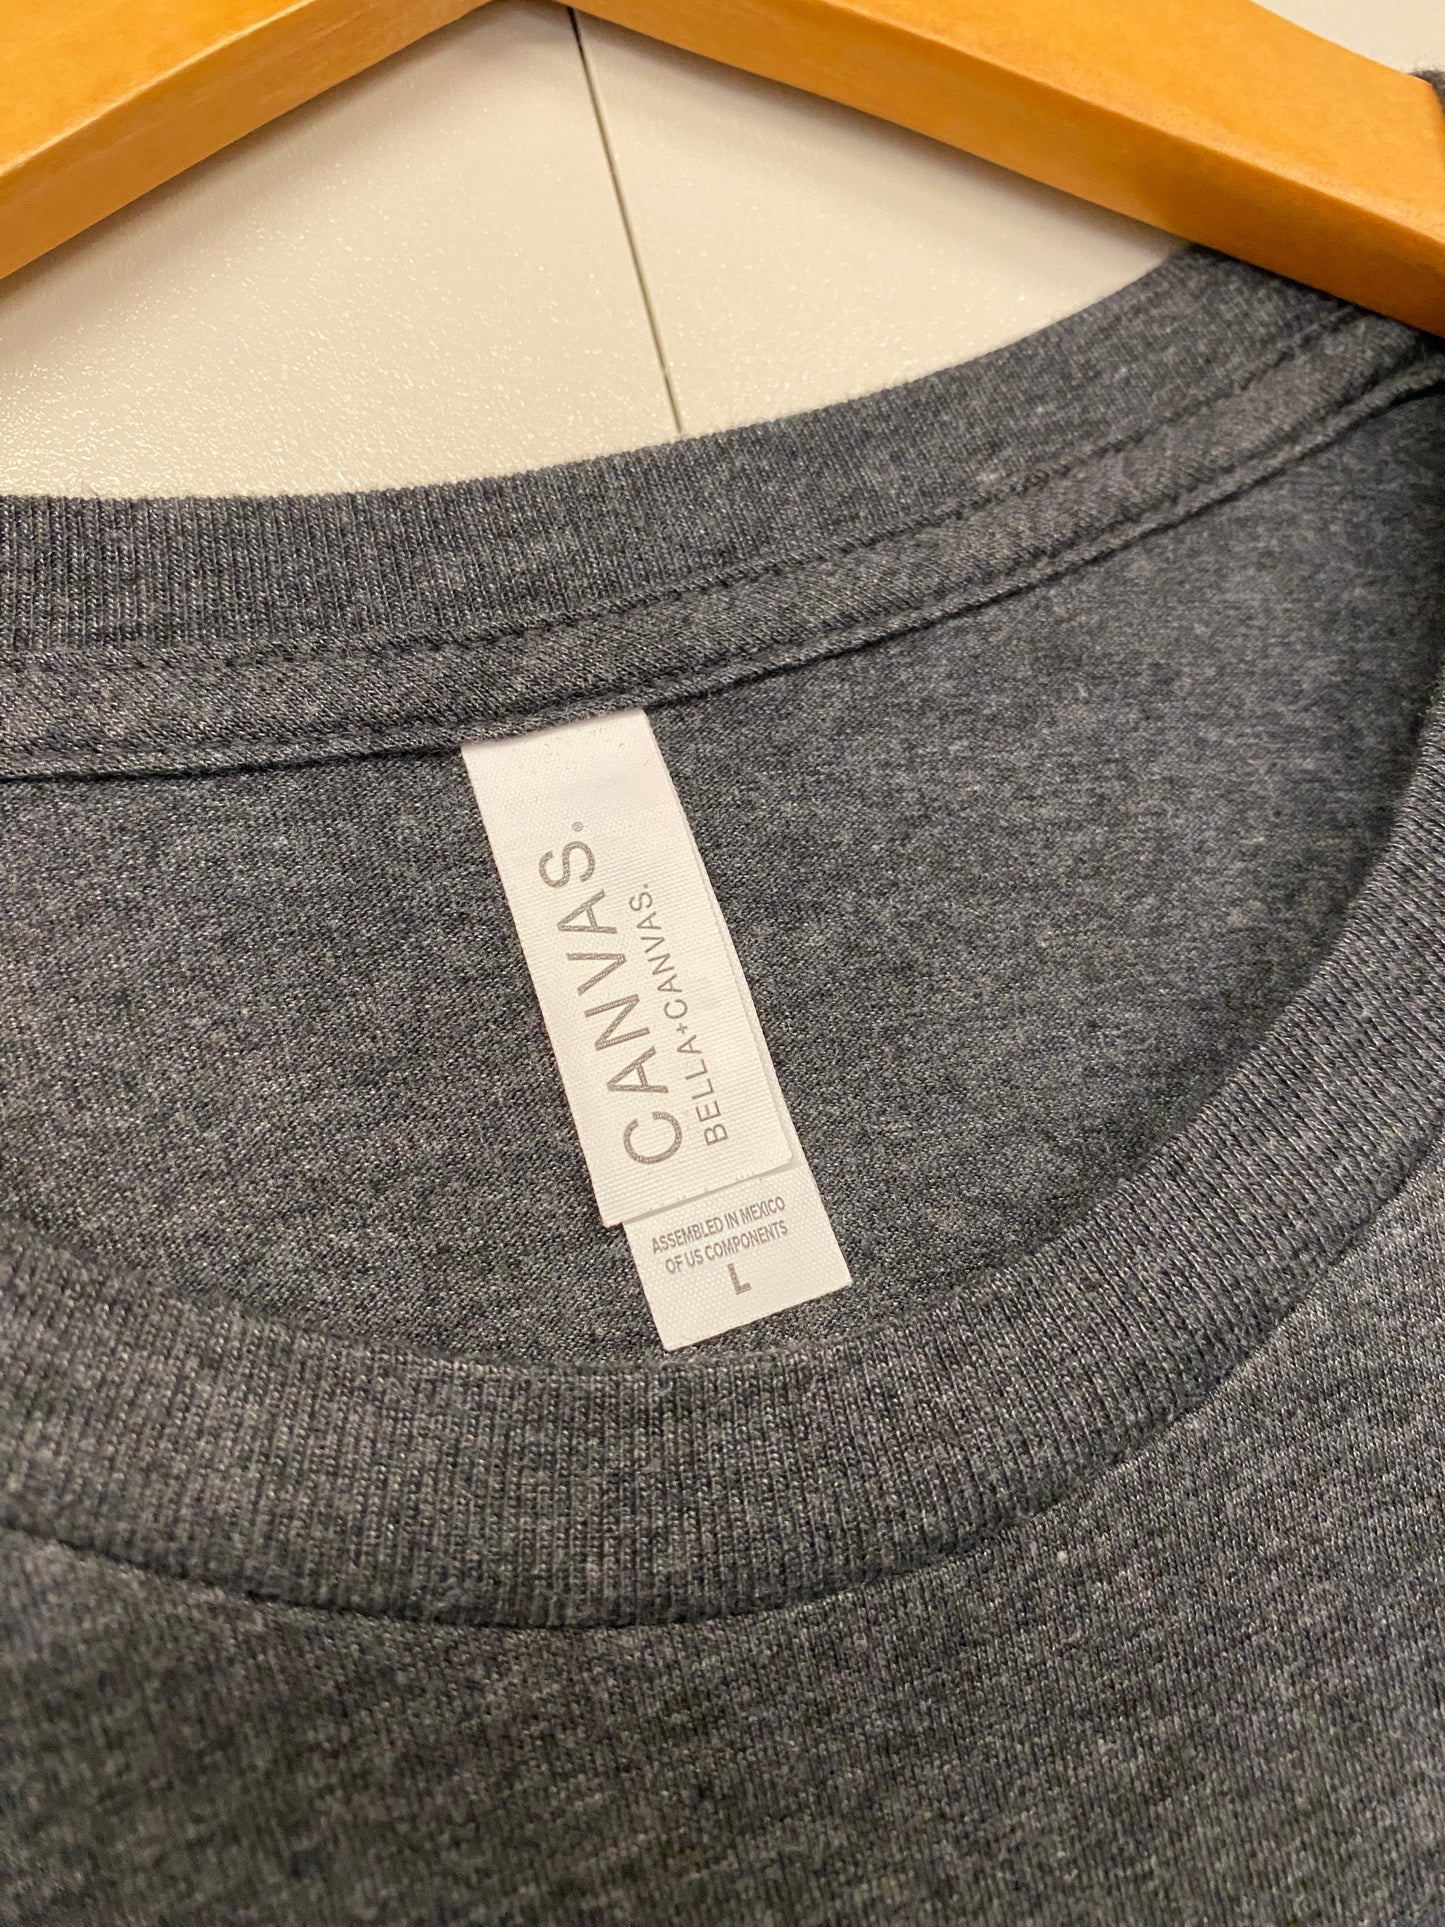 CANVAS.®
BELLA+CANVAS.
ASSEMBLED IN MEXICO
OF US COMPONENTS
L